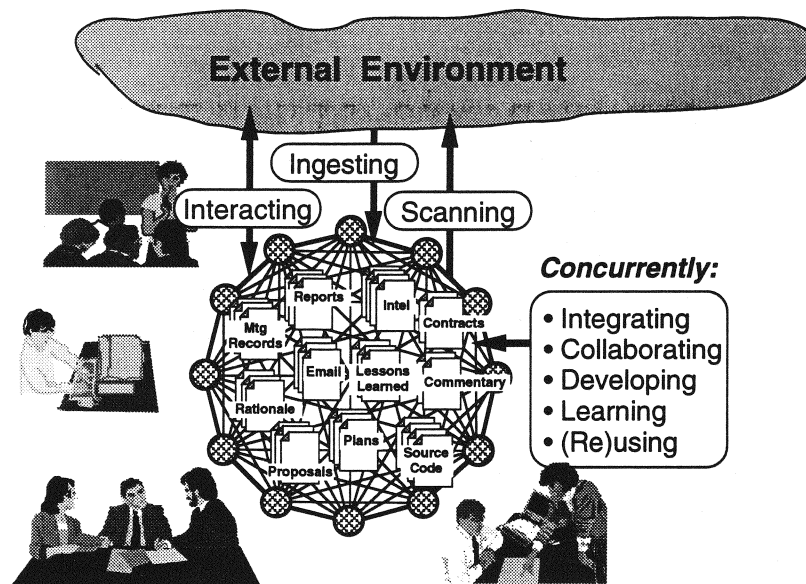 External Environment
Ingesting
Interacting
Scanning
Concurrently:
• Integrating
• Collaborating
• Developing
• Learning
• (Re)using
Reports
Intel
Mtg
Records
Contracts
Email
Lessons
Learned
Commentary
Rationale
Plans
Proposals
Source
Code